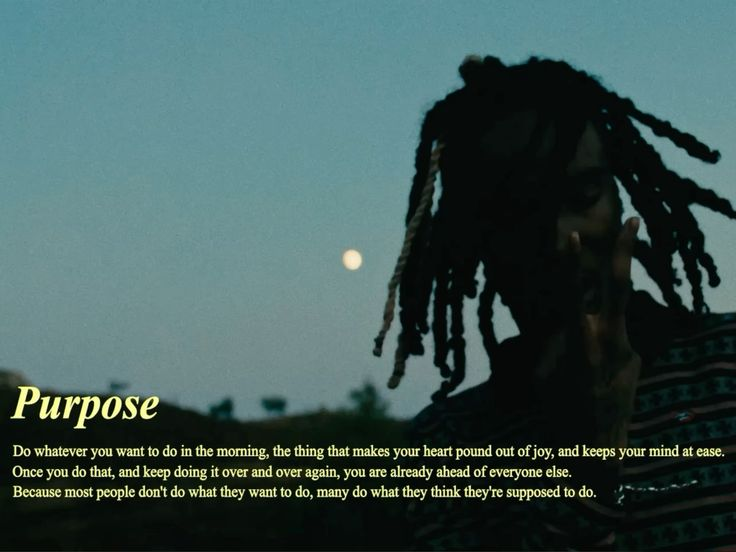 Purpose
Do whatever you want to do in the morning, the thing that makes your heart pound out of joy, and keeps your mind at ease.
Once you do that, and keep doing it over and over again, you are already ahead of everyone else.
Because most people don't do what they want to do, many do what they think they're supposed to do.